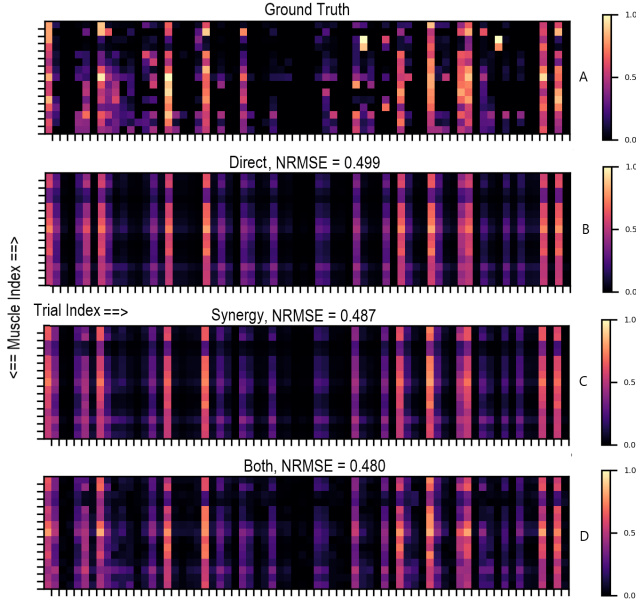 Ground Truth
1.0
0.5
0.0
A
Direct, NRMSE = 0.499
1.0
0.5
0.0
B
<=== Muscle Index ==>
Trial Index ==>
Synergy, NRMSE = 0.487
1.0
0.5
0.0
C
Both, NRMSE = 0.480
1.0
0.5
0.0
D